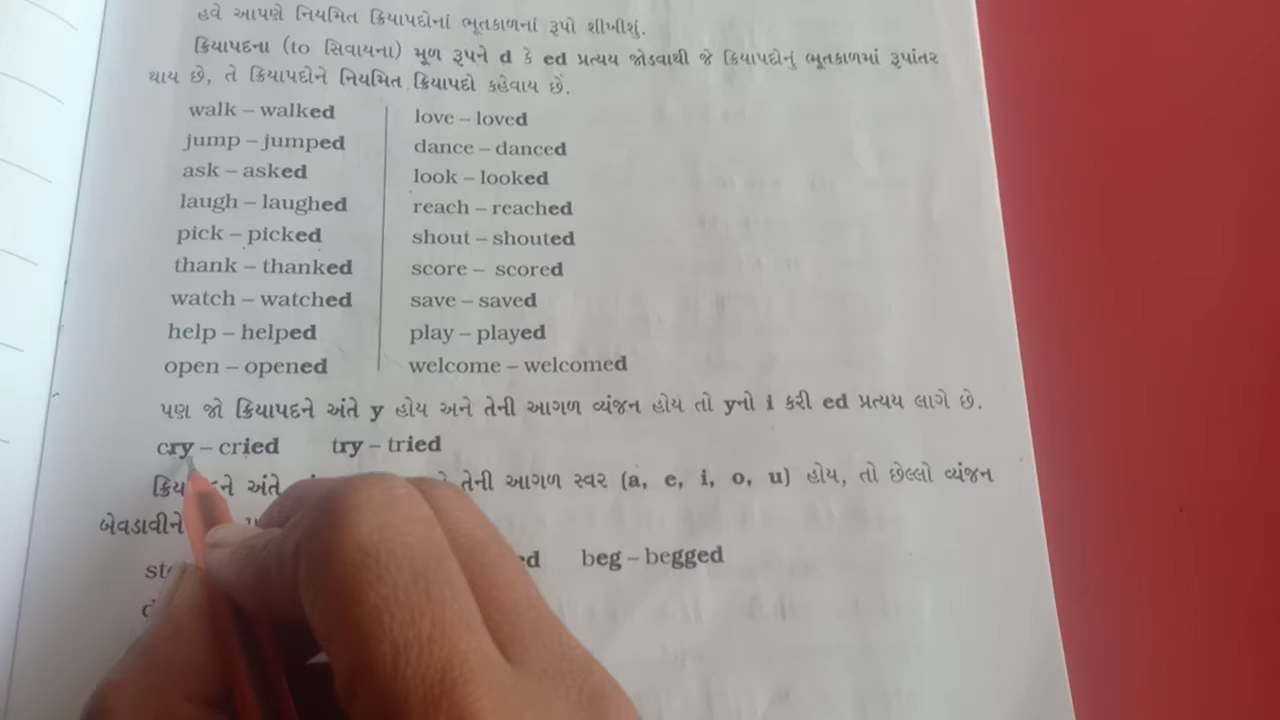 હવે આપણે નિયમિત ક્રિયાપદોનાં ભૂતકાળનાં રૂપો શીખીશું.
ક્રિયાપદના (to સિવાયના) મૂળ રૂપને d કે ed પ્રત્યય જોડવાથી જે ક્રિયાપદોનું ભૂતકાળમાં રૂપાંતર
થાય છે, તે ક્રિયાપદોને નિયમિત ક્રિયાપદો કહેવાય છે.
walk – walked
jump – jumped
ask – asked
laugh – laughed
pick – picked
thank – thanked
watch – watched
help – helped
open – opened
love – loved
dance – danced
look – looked
reach – reached
shout – shouted
score – scored
save – saved
play – played
welcome – welcomed
પણ જો ક્રિયાપદને અંતે y હોય અને તેની આગળ વ્યંજન હોય તો yનો i કરી ed પ્રત્યય લાગે છે.
cry – cried try – tried
અંતે તેની આગળ સ્વર (a, e, i, o, u) હોય, તો છેલ્લો વ્યંજન
બેવડાવીને
beg – begged